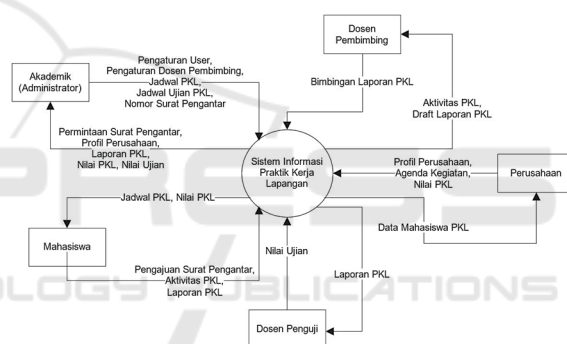 Dosen
Pembimbing
Pengaturan User,
Pengaturan Dosen Pembimbing,
Jadwal PKL,
Jadwal Ujian PKL,
Nomor Surat Pengantar
Akademik
(Administrator)
Bimbingan Laporan PKL
Aktivitas PKL,
Draft Laporan PKL
Permintaan Surat Pengantar,
Profil Perusahaan,
Laporan PKL,
Nilai PKL, Nilai Ujian
Sistem Informasi
Praktik Kerja
Lapangan
Profil Perusahaan,
Agenda Kegiatan,
Nilai PKL
Perusahaan
Jadwal PKL, Nilai PKL
Data Mahasiswa PKL
Mahasiswa
Nilai Ujian
Pengajuan Surat Pengantar,
Aktivitas PKL,
Laporan PKL
Laporan PKL
Dosen Penguji
PRESS
LOGY PUBLICATIONS